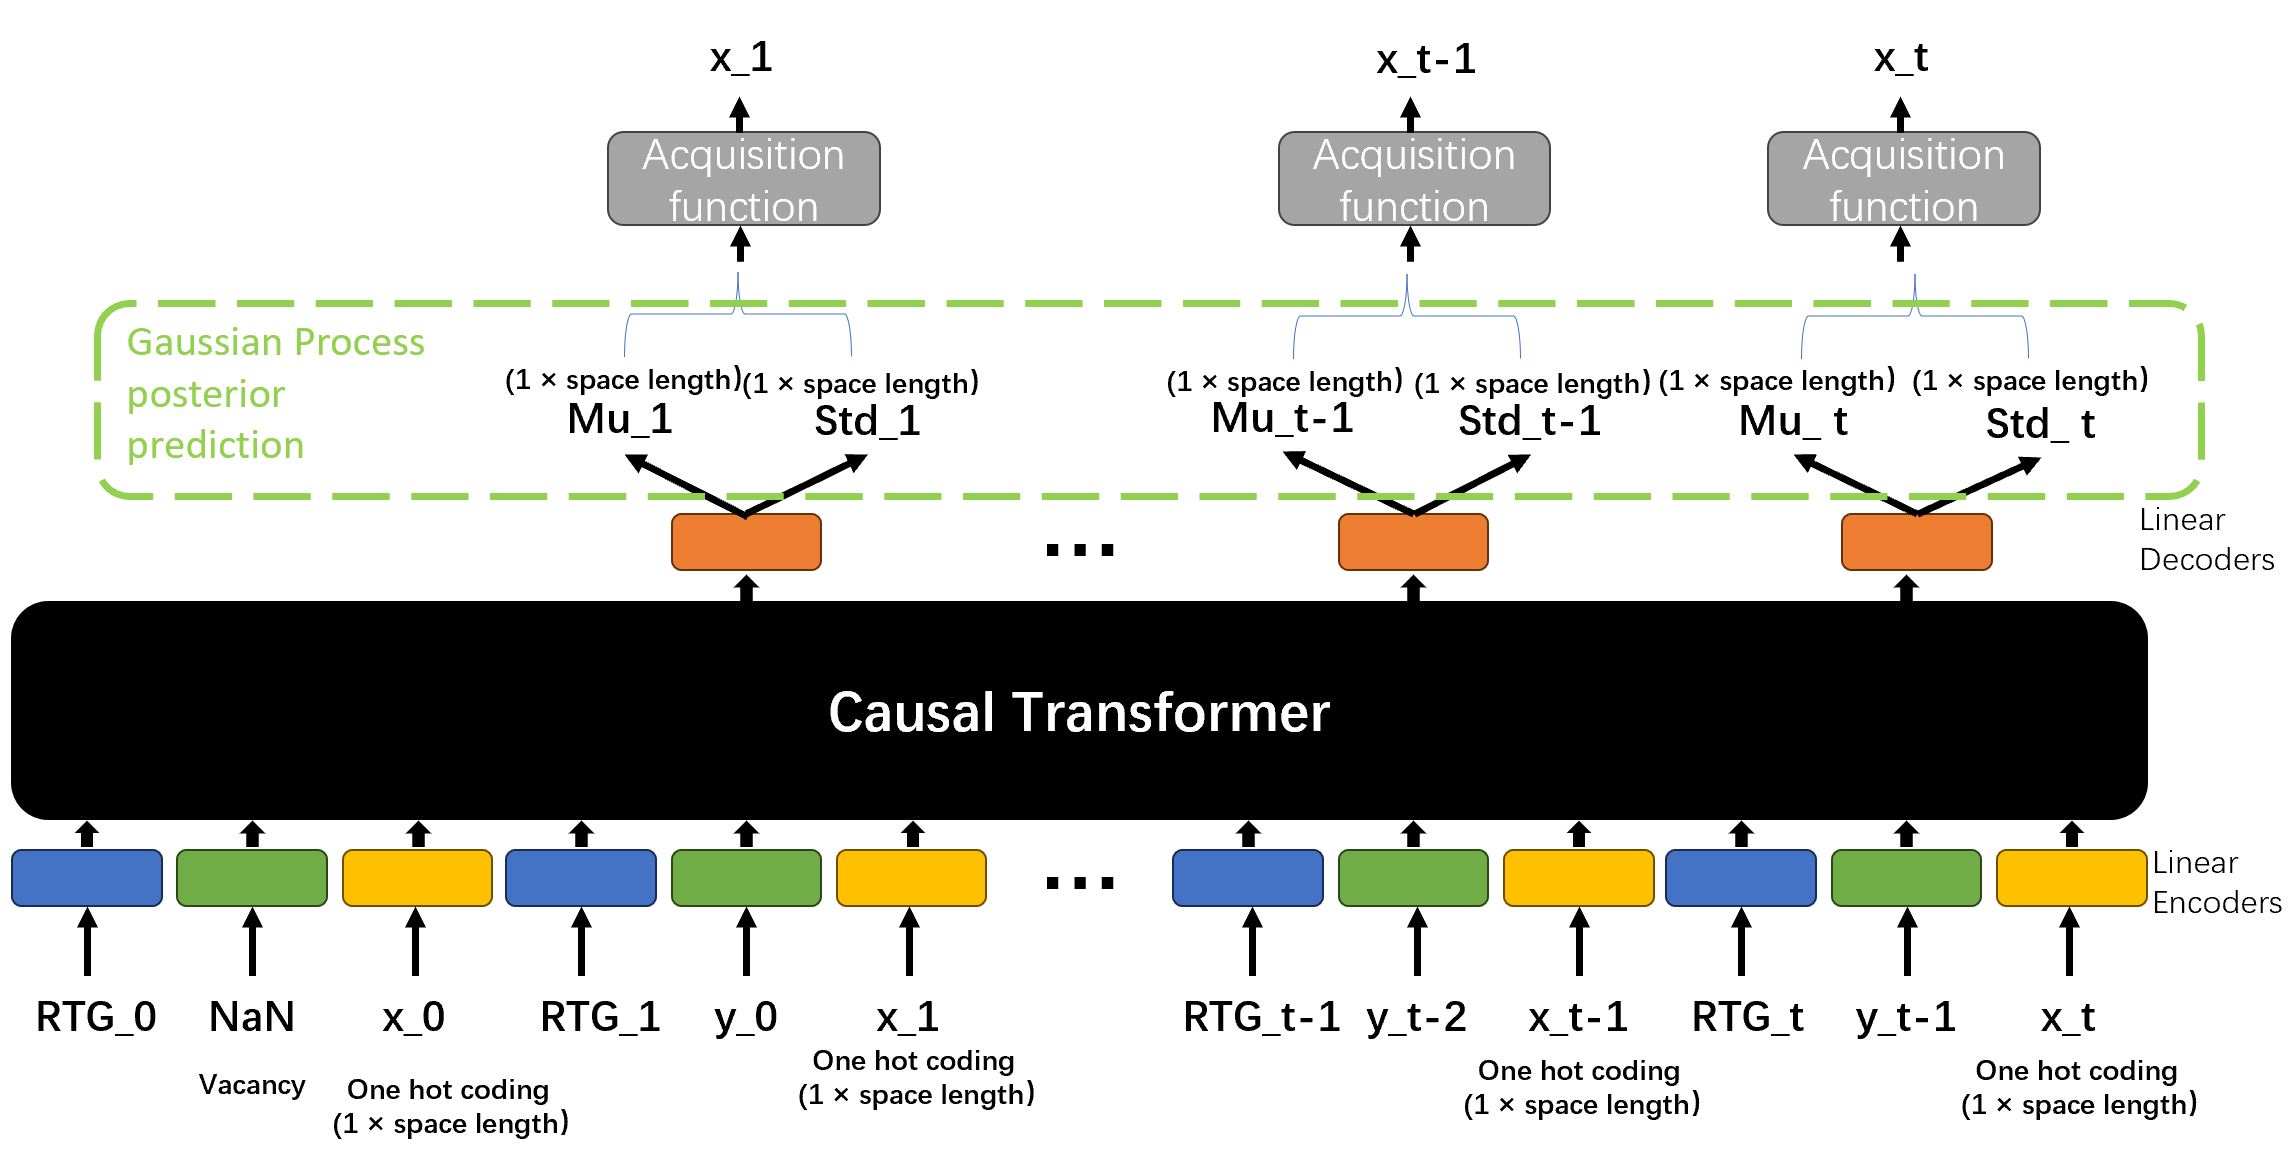 x_1
x_t-1
x_t
Acquisition
function
Acquisition
function
Acquisition
function
Gaussian Process
posterior
prediction
(1 × space length)
(1 × space length)
(1 × space length)
(1 × space length)
(1 × space length)
(1 × space length)
Mu_1
Std_1
Mu_t-1
Std_t-1
Mu_ t
Std_ t
...
Linear
Decoders
Causal Transformer
...
Linear
Encoders
RTG_0
NaN
x_0
RTG_1
y_0
x_1
RTG_t-1
y_t-2
x_t-1
RTG_t
y_t-1
x_t
Vacancy
One hot coding
(1 × space length)
One hot coding
(1 × space length)
One hot coding
(1 × space length)
One hot coding
(1 × space length)